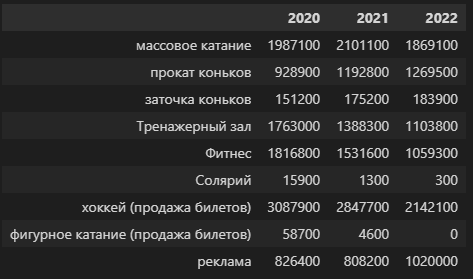 2020 2021 2022
массовое катание 1987100 2101100 1869100
прокат коньков 928900 1192800 1269500
заточка коньков 151200 175200 183900
Тренажерный зал 1763000 1388300 1103800
Фитнес 1816800 1531600 1059300
Солярий 15900 1300 300
хоккей (продажа билетов) 3087900 2847700 2142100
фигурное катание (продажа билетов) 58700 4600 0
реклама 826400 808200 1020000